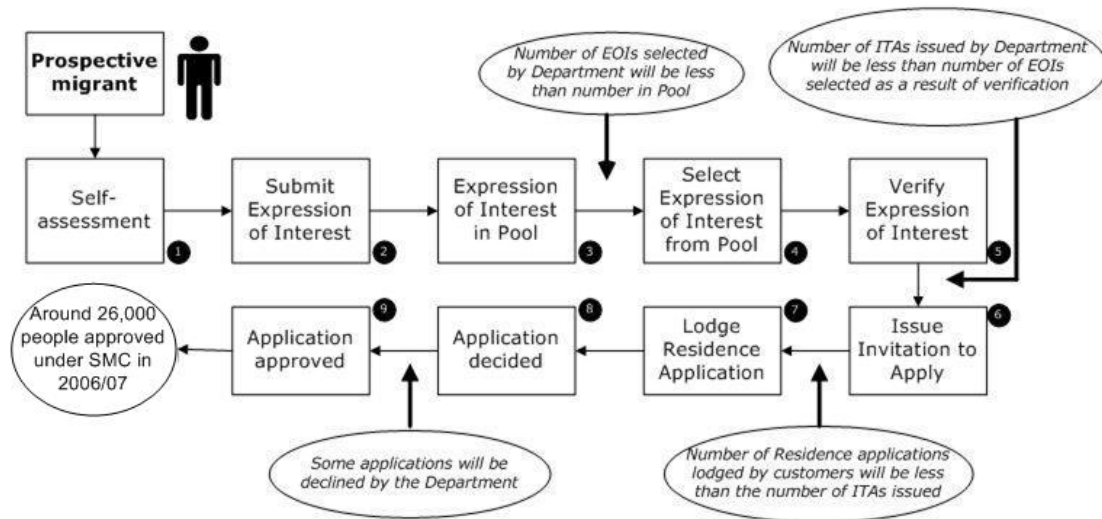 Prospective
migrant
Number of EOIs selected
by Department will be less
than number in Pool
Number of ITAs issued by Department
will be less than number of EOIs
selected as a result of verification
Self-
assessment
1
Submit
Expression
of Interest
2
Expression
of Interest
in Pool
3
Select
Expression
of Interest
from Pool
4
Verify
Expression
of Interest
5
Issue
Invitation to
Apply
6
Lodge
Residence
Application
7
Application
decided
8
Application
approved
9
Around 26,000
people approved
under SMC in
2006/07
Some applications will be
declined by the Department
Number of Residence applications
lodged by customers will be less
than the number of ITAs issued